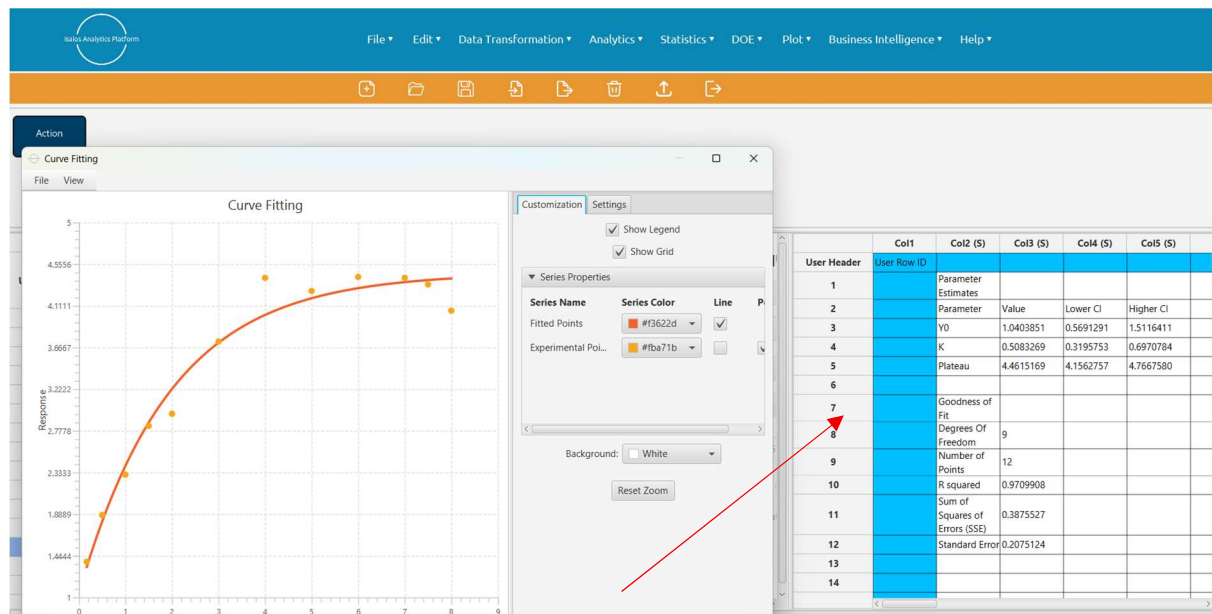 Isalos Analytics Platform
File Edit Data Transformation Analytics Statistics DOE Plot Business Intelligence Help
Action
Curve Fitting
File View
Curve Fitting
5
4.5556
4.1111
3.6667
3.2222
2.7778
2.3333
1.8889
1.4444
1
Response
0 1 2 3 4 5 6 7 8 9
Customization Settings
Show Legend
Show Grid
Series Properties
Series Name Series Color Line
Fitted Points #f3622d
Experimental Poi... #fba71b
Background: White
Reset Zoom
Col1 Col2 (S) Col3 (S) Col4 (S) Col5 (S)
User Header User Row ID
1 Parameter
Estimates
2 Parameter Value Lower CI Higher CI
3 Y0 1.0403851 0.5691291 1.5116411
4 K 0.5083269 0.3195753 0.6970784
5 Plateau 4.4615169 4.1562757 4.7667580
6
7 Goodness of
Fit
8 Degrees Of
Freedom 9
9 Number of
Points 12
10 R squared 0.9709908
11 Sum of
Squares of
Errors (SSE) 0.3875527
12 Standard Error 0.2075124
13
14